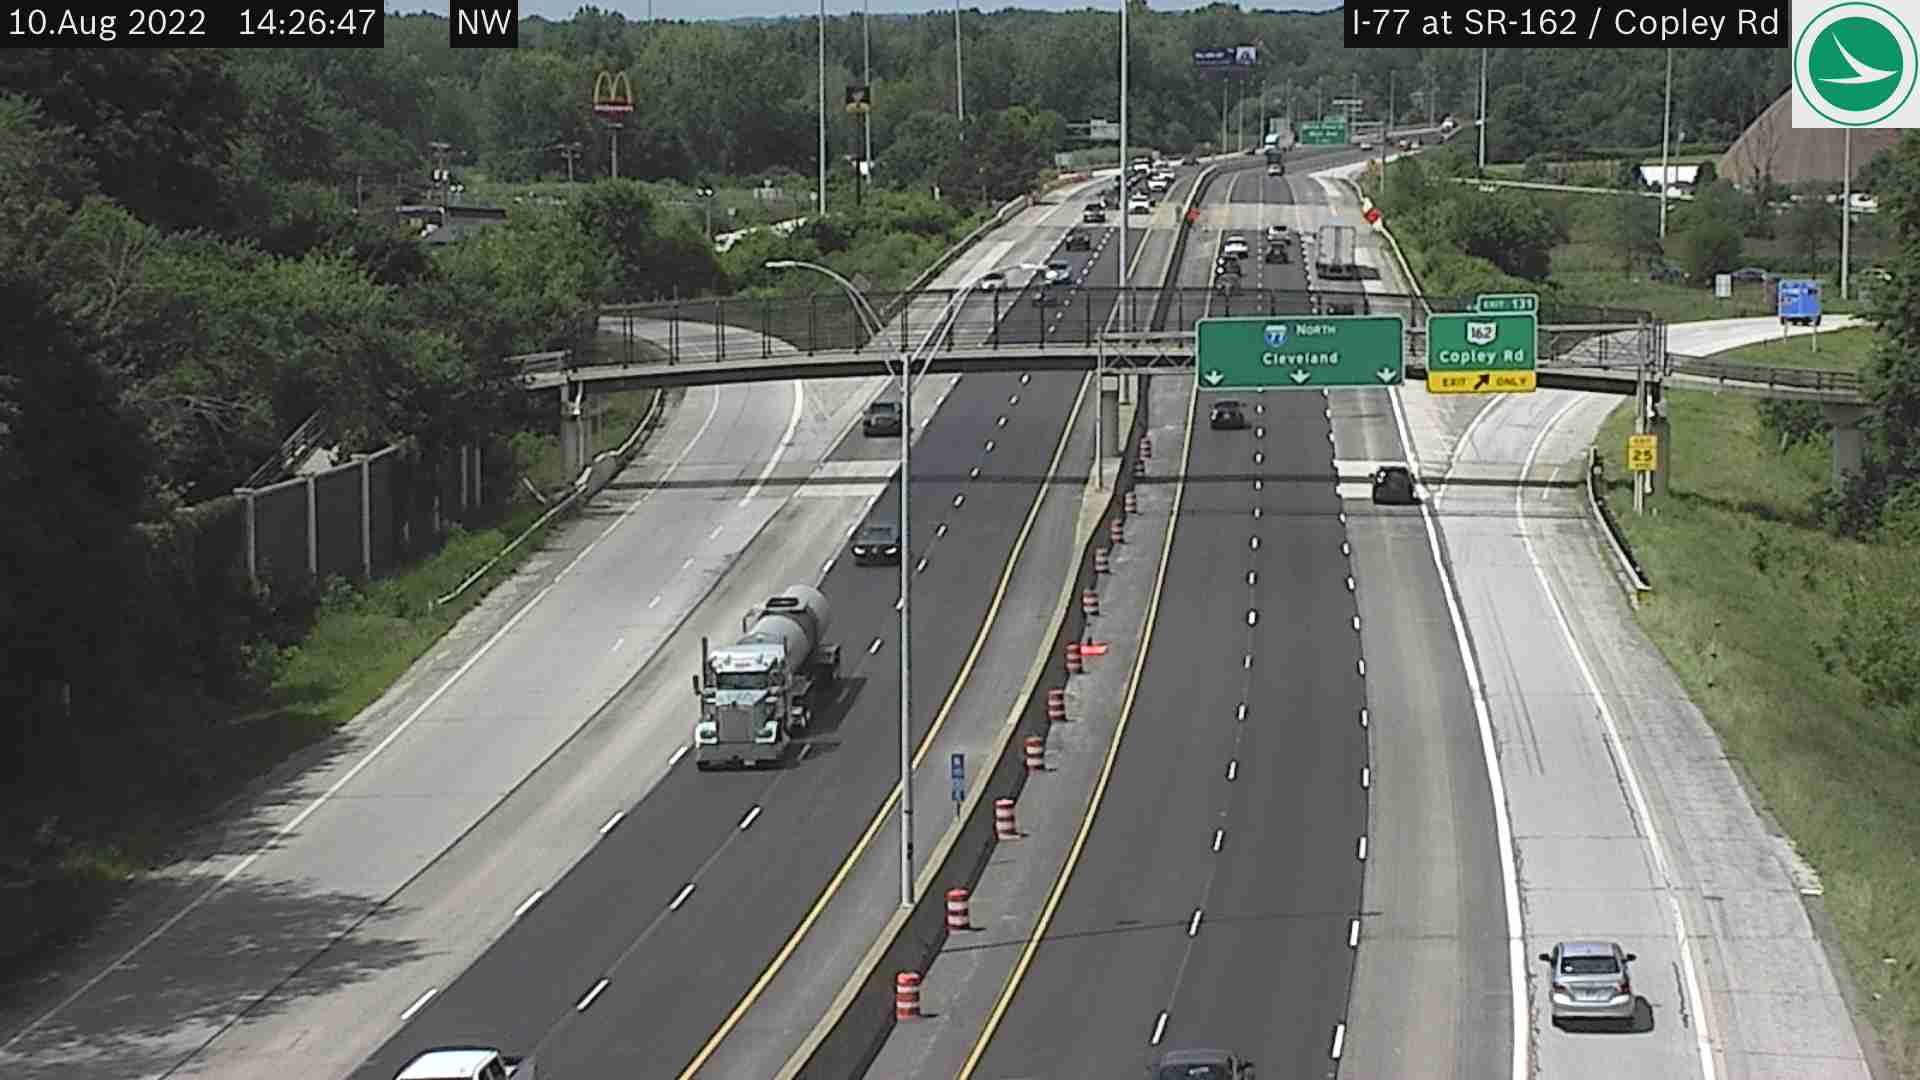 10.Aug 2022 14:26:47
NW
I-77 at SR-162 / Copley Rd
EXIT 131
77 NORTH
Cleveland
162
Copley Rd
EXIT ONLY
EXIT
25